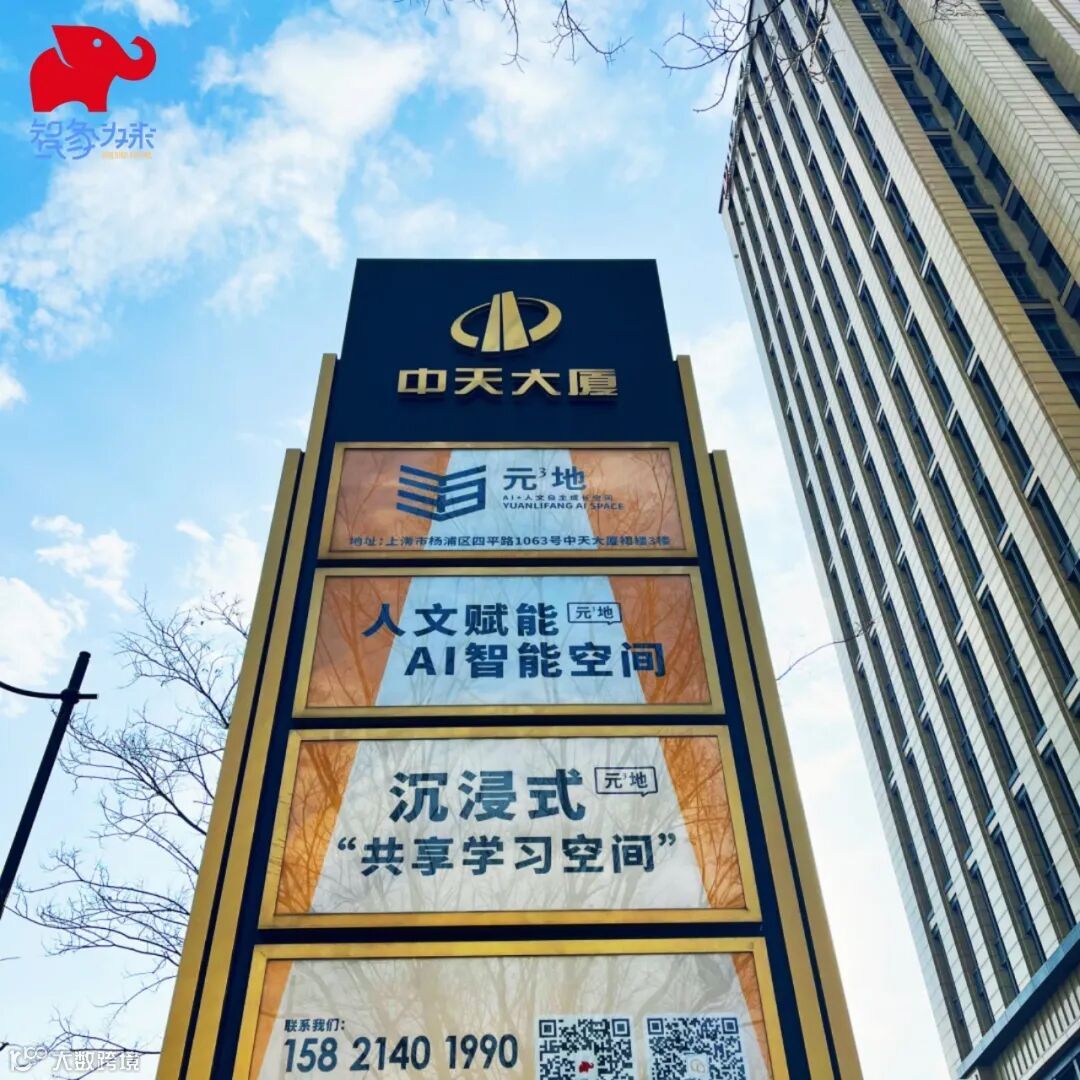 智象力来
中天大厦
元³地
AI+人文自主成长空间
YUANLIFANG AI SPACE
地址:上海市杨浦区四平路1063号中天大厦裙楼3楼
人文赋能 元³地
AI智能空间
沉浸式 元³地
“共享学习空间”
联系我们:
158 2140 1990
大数跨境